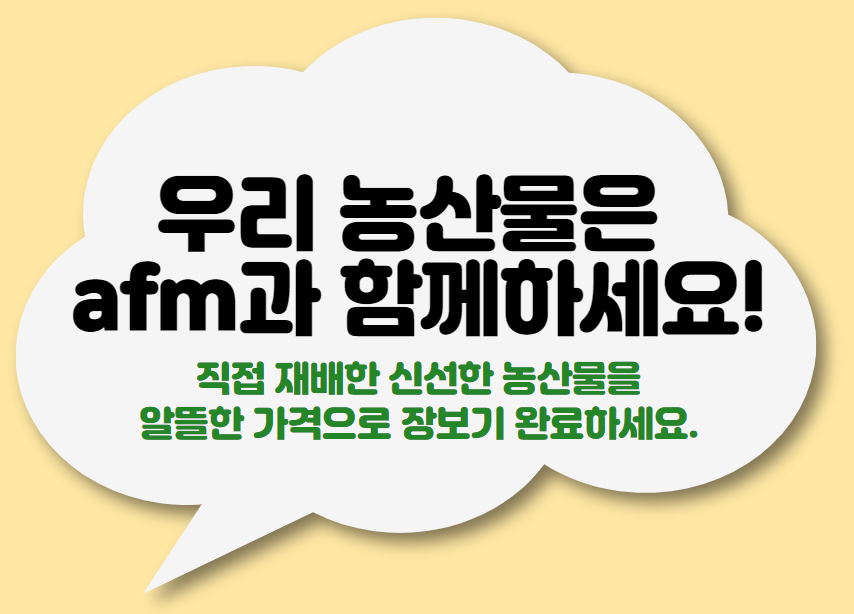 우리 농산물은
afm과 함께하세요!
직접 재배한 신선한 농산물을
알뜰한 가격으로 장보기 완료하세요.